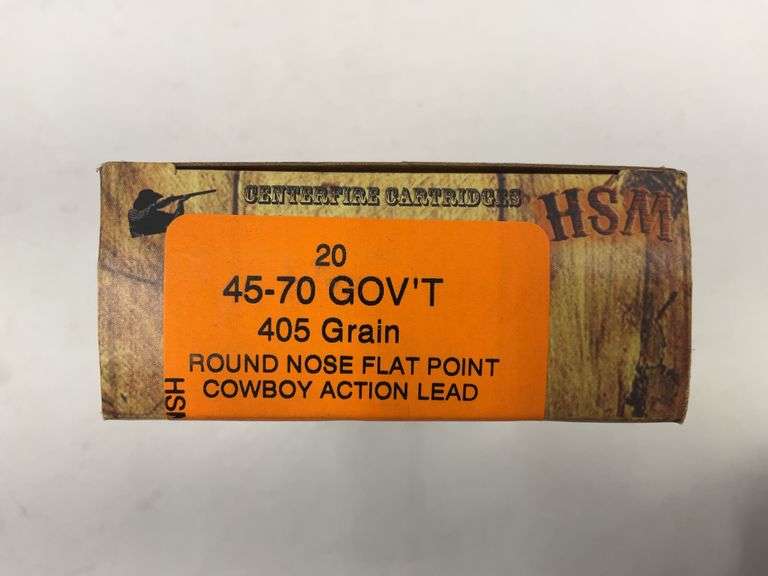 CENTERFIRE CARTRIDGES
HSM
20
45-70 GOV'T
405 Grain
ROUND NOSE FLAT POINT
COWBOY ACTION LEAD
HSM